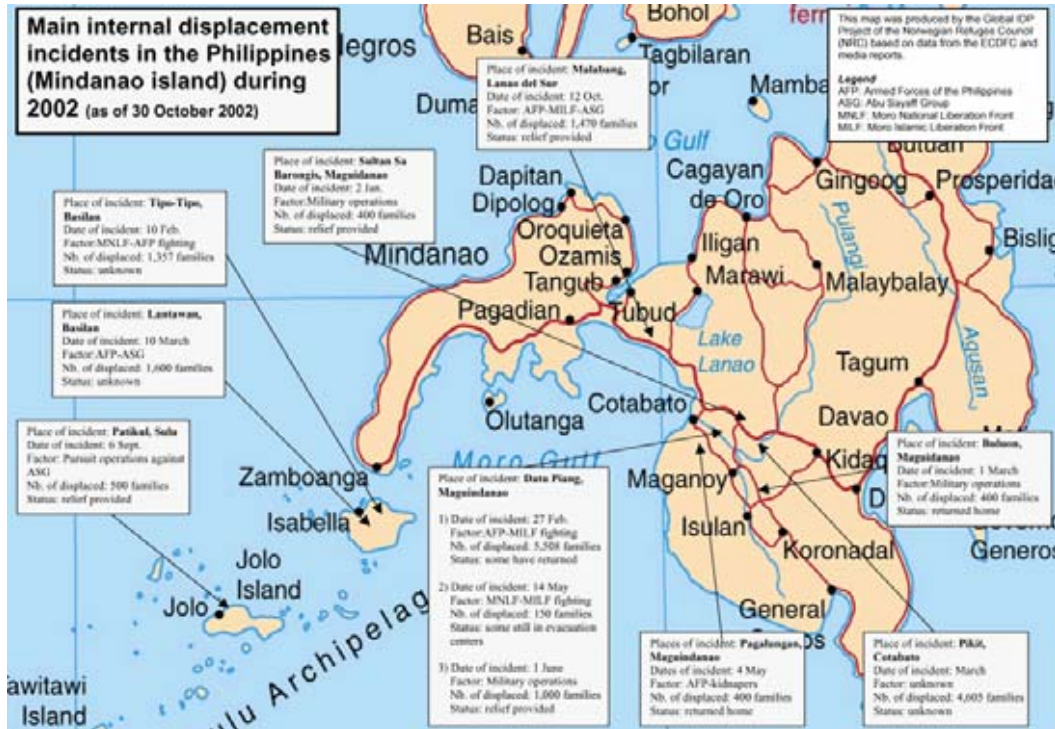 Main internal displacement
incidents in the Philippines
(Mindanao island) during
2002 (as of 30 October 2002)
This map was produced by the Global IDP
Project of the Norwegian Refugee Council
(NRC) based on data from the ECDFC and
media reports.
Legend
AFP: Armed Forces of the Philippines
ASG: Abu Sayaff Group
MNLF: Moro National Liberation Front
MILF: Moro Islamic Liberation Front
Place of incident: Malabang,
Lanao del Sur
Date of incident: 12 Oct.
Factor: AFP-MILF-ASG
Nb. of displaced: 1,470 families
Status: relief provided
Place of incident: Sultan Sa
Barongis, Maguidanao
Date of incident: 2 Jan.
Factor:Military operations
Nb. of displaced: 400 families
Status: relief provided
Place of incident: Tipo-Tipo,
Basilan
Date of incident: 10 Feb.
Factor:MNLF-AFP fighting
Nb. of displaced: 1,357 families
Status: unknown
Place of incident: Lantawan,
Basilan
Date of incident: 10 March
Factor:AFP-ASG
Nb. of displaced: 1,600 families
Status: unknown
Place of incident: Patikul, Sulu
Date of incident: 6 Sept.
Factor: Pursuit operations against
ASG
Nb. of displaced: 500 families
Status: relief provided
Place of incident: Datu Piang,
Maguindanao
1) Date of incident: 27 Feb.
Factor:AFP-MILF fighting
Nb. of displaced: 5,508 families
Status: some have returned
2) Date of incident: 14 May
Factor: MNLF-MILF fighting
Nb. of displaced: 150 families
Status: some still in evacuation
centers
3) Date of incident: 1 June
Factor: Military operations
Nb. of displaced: 1,000 families
Status: relief provided
Place of incident: Buluon,
Maguidanao
Date of incident: 1 March
Factor:Military operations
Nb. of displaced: 400 families
Status: returned home
Places of incident: Pagalungan,
Maguindanao
Dates of incident: 4 May
Factor: AFP-kidnapers
Nb. of displaced: 400 families
Status: returned home
Place of incident: Pikit,
Cotabato
Date of incident: March
Factor: unknown
Nb. of displaced: 4,605 families
Status: unknown
egros
Bais
Duma
Bohol
Tagbilaran
or
ferr
Mamba
Gulf
Butuan
Cagayan
de Oro
Gingoog
Prosperidad
Bislig
Dapitan
Dipolog
Oroquieta
Ozamis
Tangub
Tubud
Iligan
Marawi
Pulangi
Malaybalay
Mindanao
Pagadian
Lake
Lanao
Agusan
Tagum
Olutanga
Cotabato
Davao
Zamboanga
Moro Gulf
Maganoy
Kidap
D
Isabella
Isulan
Koronadal
Generos
General
os
Jolo
Island
Jolo
ulu Archipelag
awitawi
Island